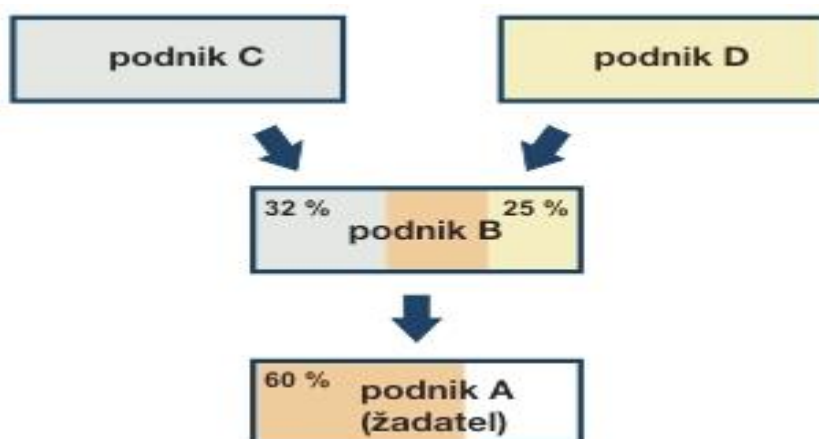 podnik C
podnik D
32 %
25 %
podnik B
60 %
podnik A
(žadatel)